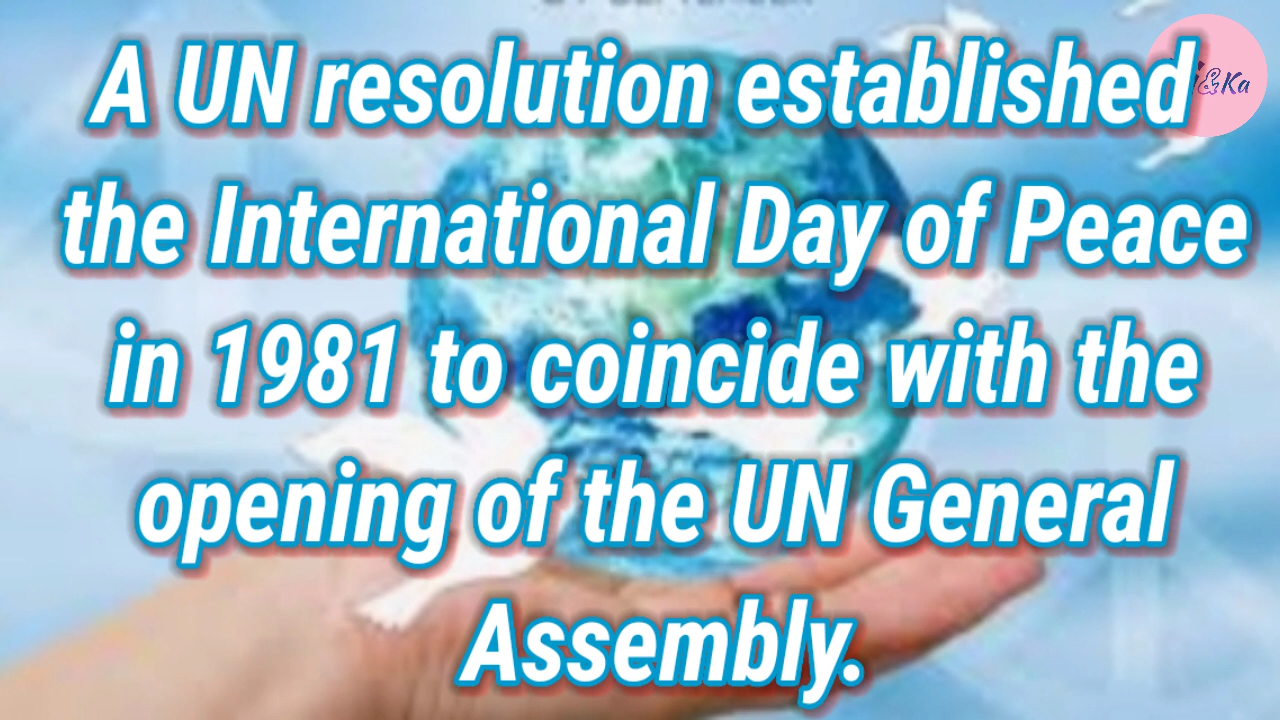 A UN resolution established
the International Day of Peace
in 1981 to coincide with the
opening of the UN General
Assembly.
&Ka